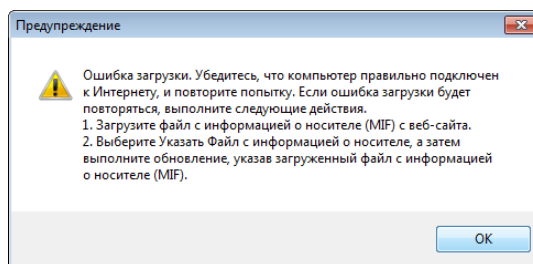 Предупреждение
Ошибка загрузки. Убедитесь, что компьютер правильно подключен
к Интернету, и повторите попытку. Если ошибка загрузки будет
повторяться, выполните следующие действия.
1. Загрузите файл с информацией о носителе (MIF) с веб-сайта.
2. Выберите Указать Файл с информацией о носителе, а затем
выполните обновление, указав загруженный файл с информацией
о носителе (MIF).
OK